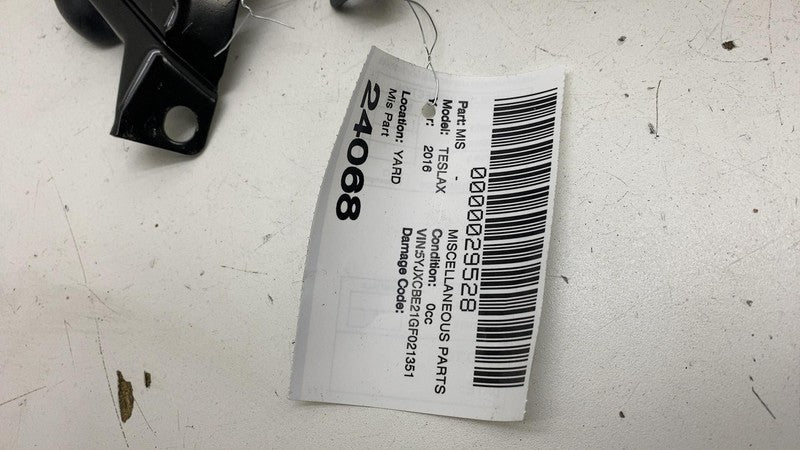 0000029528
Part: MIS - MISCELLANEOUS PARTS
Model: TESLAX Condition: 0cc
2016 VIN:5YJXCBE21GF021351
Damage Code:
Location: YARD
Mis Part
24068